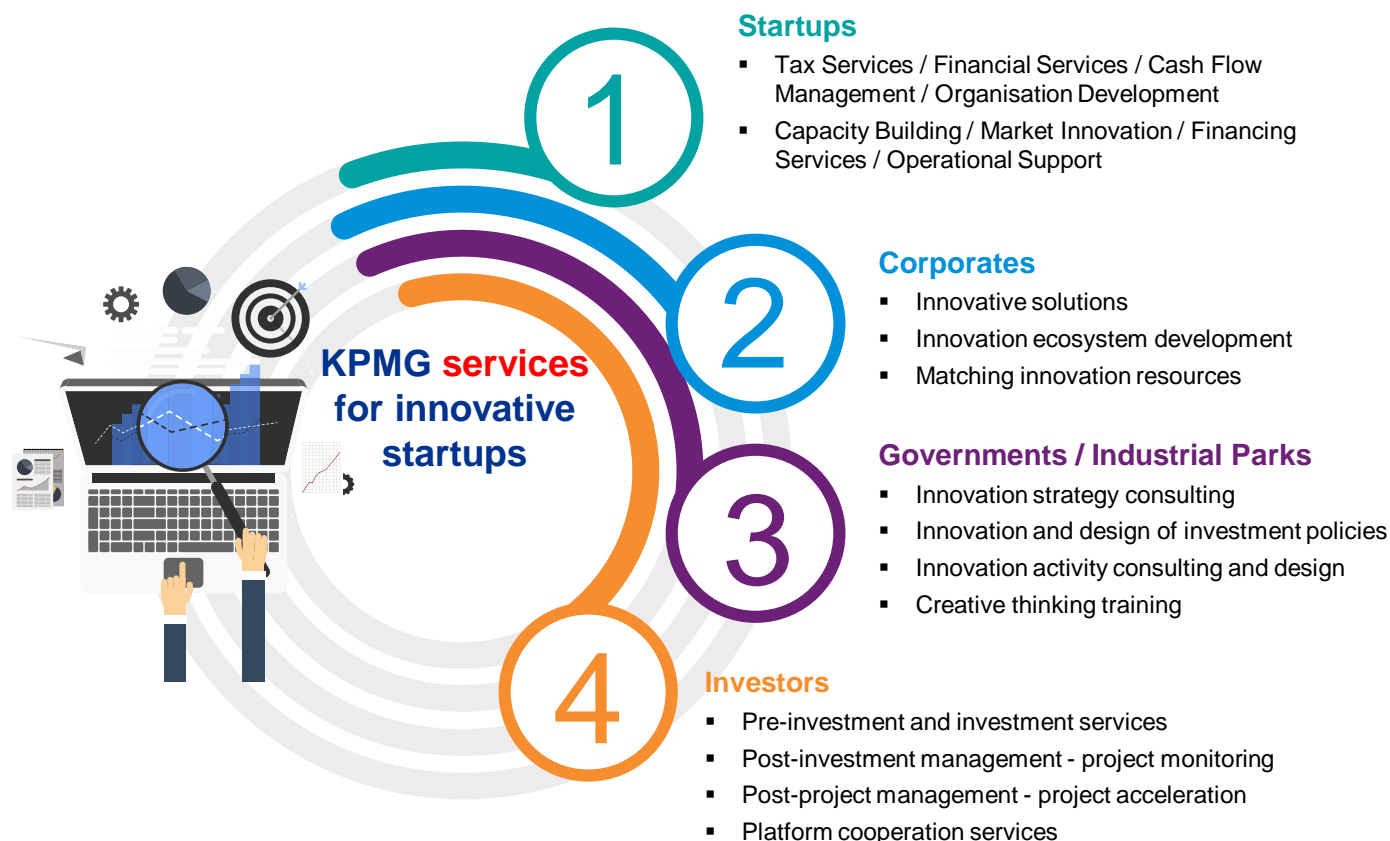 1
Startups
▪ Tax Services / Financial Services / Cash Flow
Management / Organisation Development
▪ Capacity Building / Market Innovation / Financing
Services / Operational Support
2
Corporates
▪ Innovative solutions
▪ Innovation ecosystem development
▪ Matching innovation resources
KPMG services
for innovative
startups
3
Governments / Industrial Parks
▪ Innovation strategy consulting
▪ Innovation and design of investment policies
▪ Innovation activity consulting and design
▪ Creative thinking training
4
Investors
▪ Pre-investment and investment services
▪ Post-investment management - project monitoring
▪ Post-project management - project acceleration
▪ Platform cooperation services